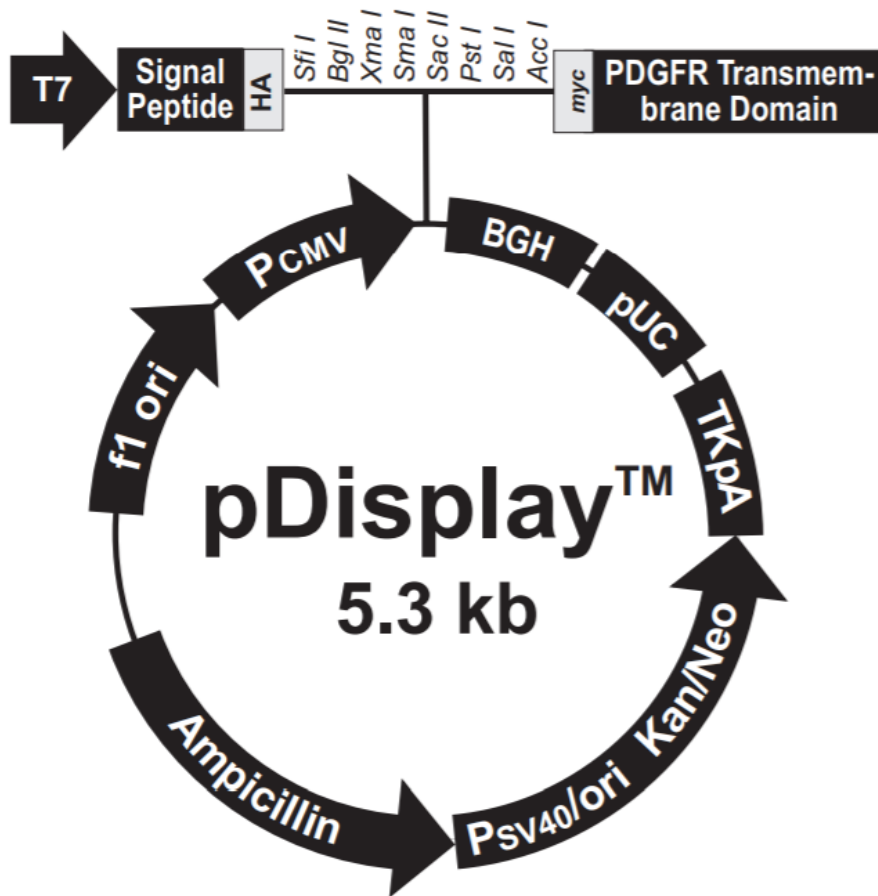 T7
Signal
Peptide
HA
Sfi I
Bgl II
Xma I
Sma I
Sac II
Pst I
Sal I
Acc I
myc
PDGFR Transmem-
brane Domain
PCMV
BGH
pUC
TKpA
f1 ori
pDisplay™
5.3 kb
Ampicillin
PSV40/ori Kan/Neo